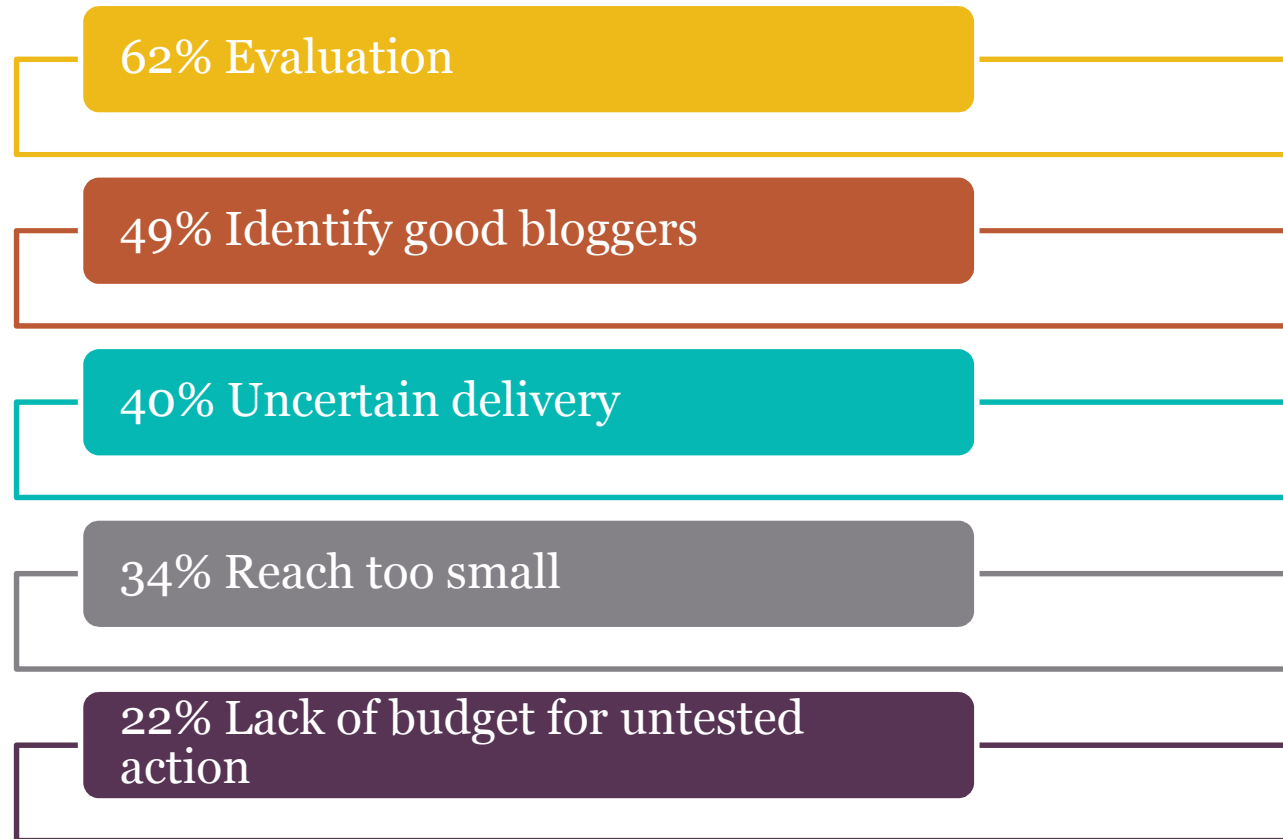 62% Evaluation
49% Identify good bloggers
40% Uncertain delivery
34% Reach too small
22% Lack of budget for untested
action